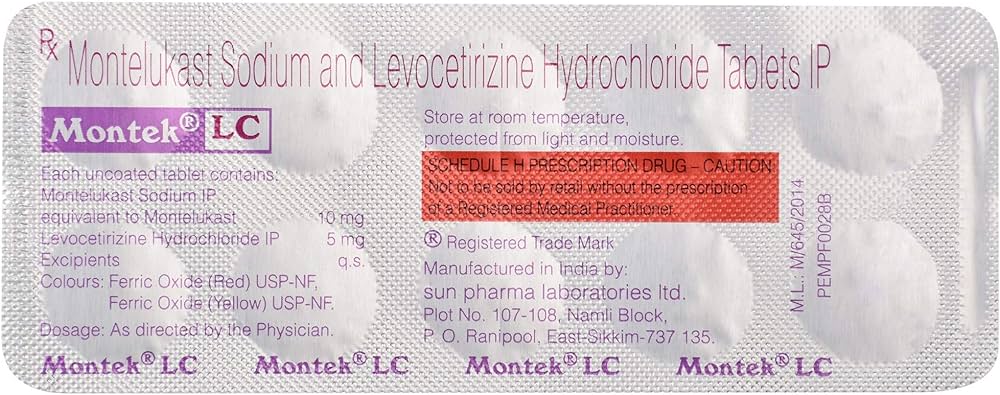 Rx Montelukast Sodium and Levocetirizine Hydrochloride Tablets IP
Montek® LC
Each uncoated tablet contains:
Montelukast Sodium IP
equivalent to Montelukast 10 mg
Levocetirizine Hydrochloride IP 5 mg
Excipients q.s.
Colours: Ferric Oxide (Red) USP-NF,
Ferric Oxide (Yellow) USP-NF.
Dosage: As directed by the Physician.
Store at room temperature,
protected from light and moisture.
SCHEDULE H PRESCRIPTION DRUG – CAUTION
Not to be sold by retail without the prescription
of a Registered Medical Practitioner.
® Registered Trade Mark
Manufactured in India by:
sun pharma laboratories ltd.
Plot No. 107-108, Namli Block,
P. O. Ranipool, East-Sikkim-737 135.
M.L.: M/645/2014
PEMPF0028B
Montek® LC Montek® LC Montek® LC Montek® LC